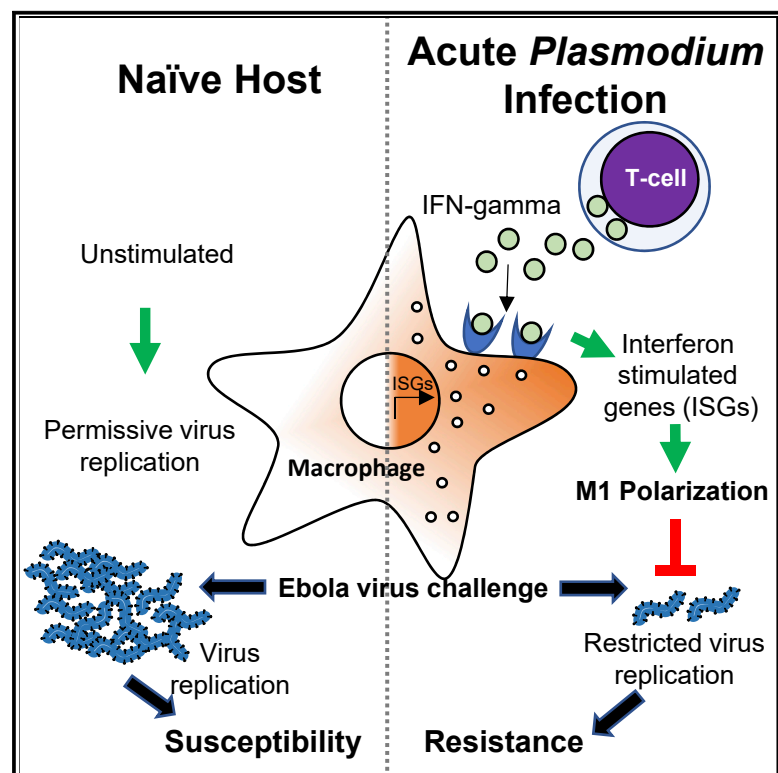 Naïve Host
Unstimulated
Permissive virus
replication
Virus
replication
Susceptibility
Acute Plasmodium
Infection
T-cell
IFN-gamma
ISGs
Macrophage
Interferon
stimulated
genes (ISGs)
M1 Polarization
Ebola virus challenge
Restricted virus
replication
Resistance